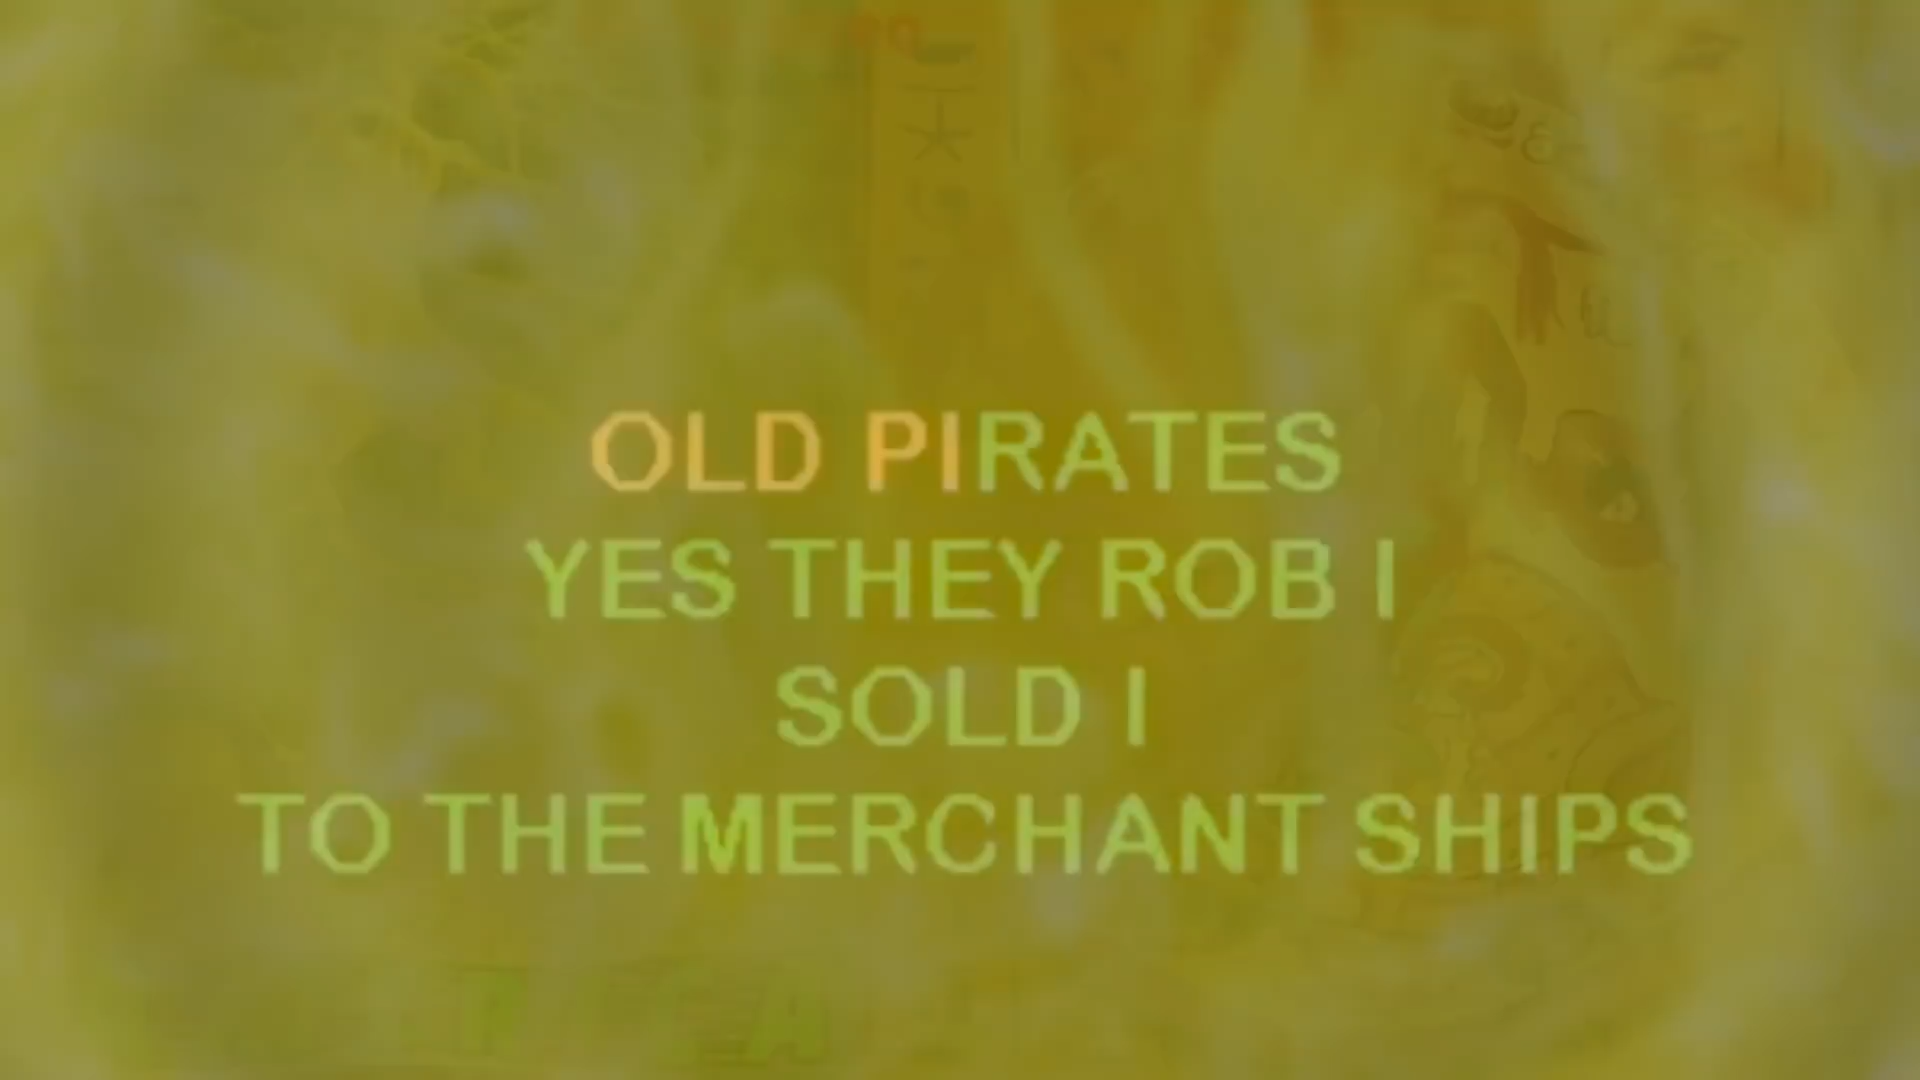 OLD PIRATES
YES THEY ROB I
SOLD I
TO THE MERCHANT SHIPS